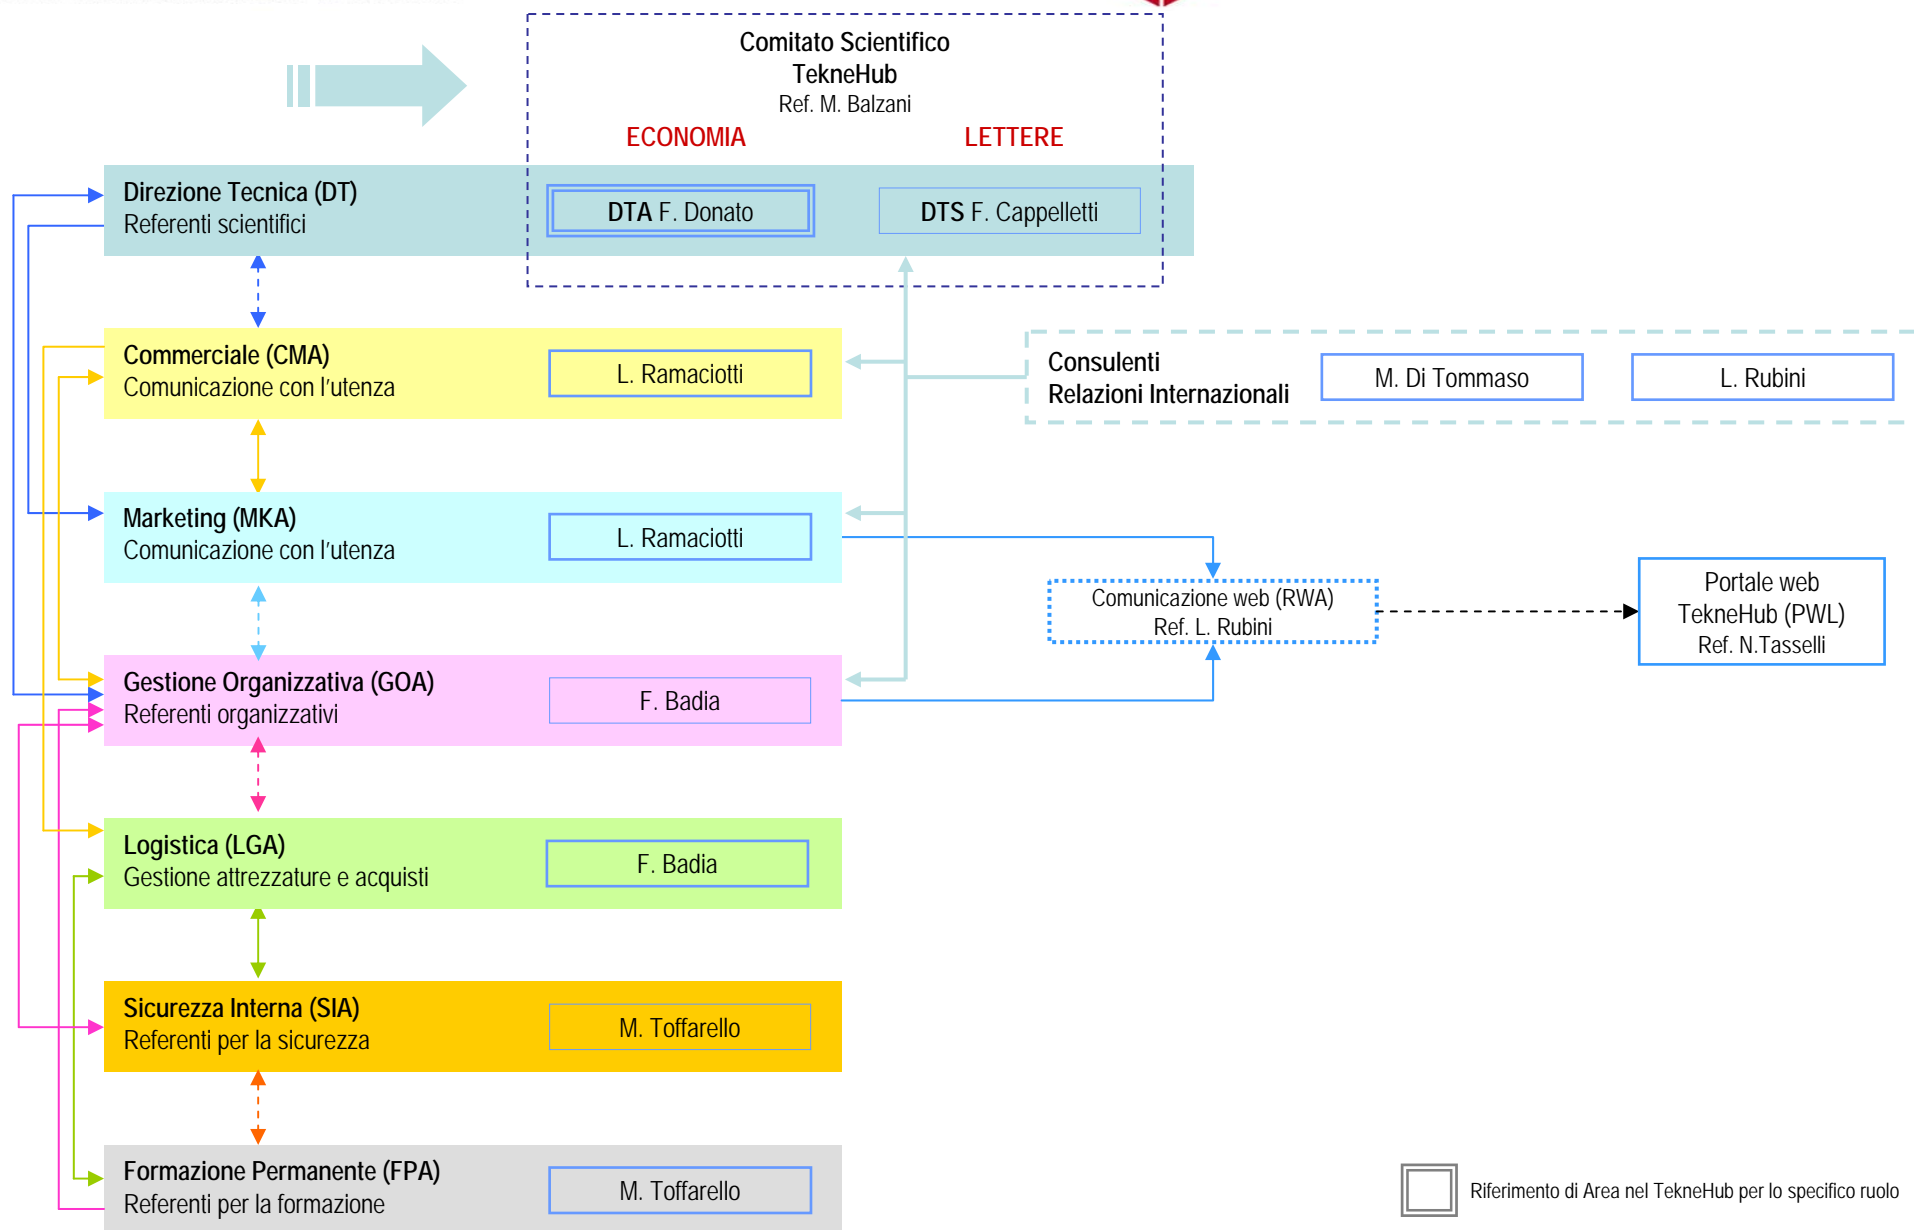 Comitato Scientifico
TekneHub
Ref. M. Balzani
ECONOMIA
LETTERE
Direzione Tecnica (DT)
Referenti scientifici
DTA F. Donato
DTS F. Cappelletti
Commerciale (CMA)
Comunicazione con l'utenza
L. Ramaciotti
Consulenti
Relazioni Internazionali
M. Di Tommaso
L. Rubini
Marketing (MKA)
Comunicazione con l'utenza
L. Ramaciotti
Comunicazione web (RWA)
Ref. L. Rubini
Portale web
TekneHub (PWL)
Ref. N.Tasselli
Gestione Organizzativa (GOA)
Referenti organizzativi
F. Badia
Logistica (LGA)
Gestione attrezzature e acquisti
F. Badia
Sicurezza Interna (SIA)
Referenti per la sicurezza
M. Toffarello
Formazione Permanente (FPA)
Referenti per la formazione
M. Toffarello
Riferimento di Area nel TekneHub per lo specifico ruolo